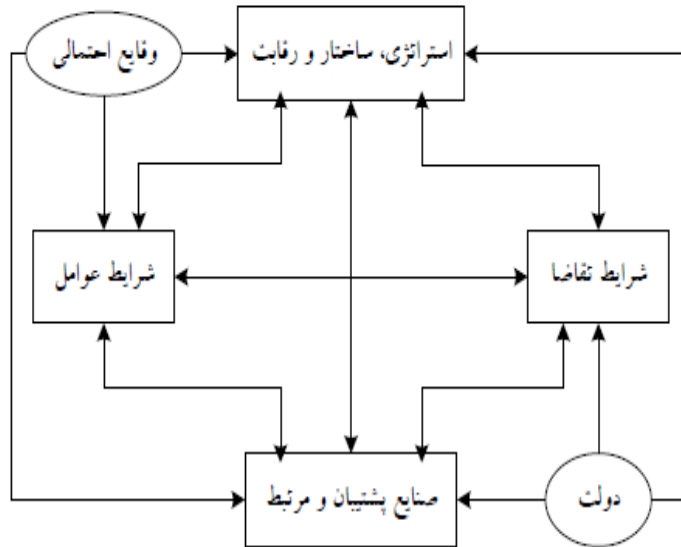 وقایع احتمالی
استراتژی، ساختار و رقابت
شرایط عوامل
شرایط تقاضا
صنایع پشتیبان و مرتبط
دولت